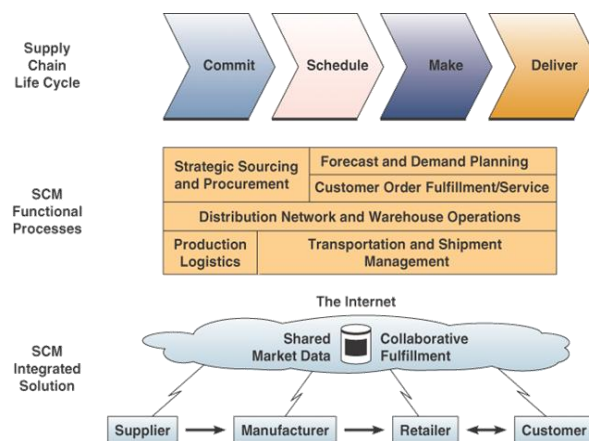 Supply
Chain
Life Cycle
Commit
Schedule
Make
Deliver
SCM
Functional
Processes
Strategic Sourcing
and Procurement
Forecast and Demand Planning
Customer Order Fulfillment/Service
Distribution Network and Warehouse Operations
Production
Logistics
Transportation and Shipment
Management
SCM
Integrated
Solution
The Internet
Shared
Market Data
Collaborative
Fulfillment
Supplier
Manufacturer
Retailer
Customer